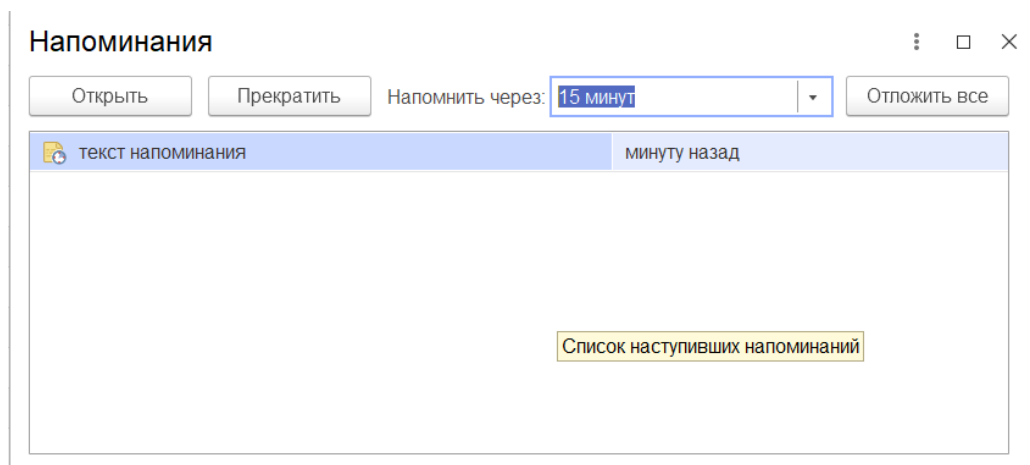 Напоминания
Открыть Прекратить Напомнить через: 15 минут Отложить все
текст напоминания минуту назад
Список наступивших напоминаний